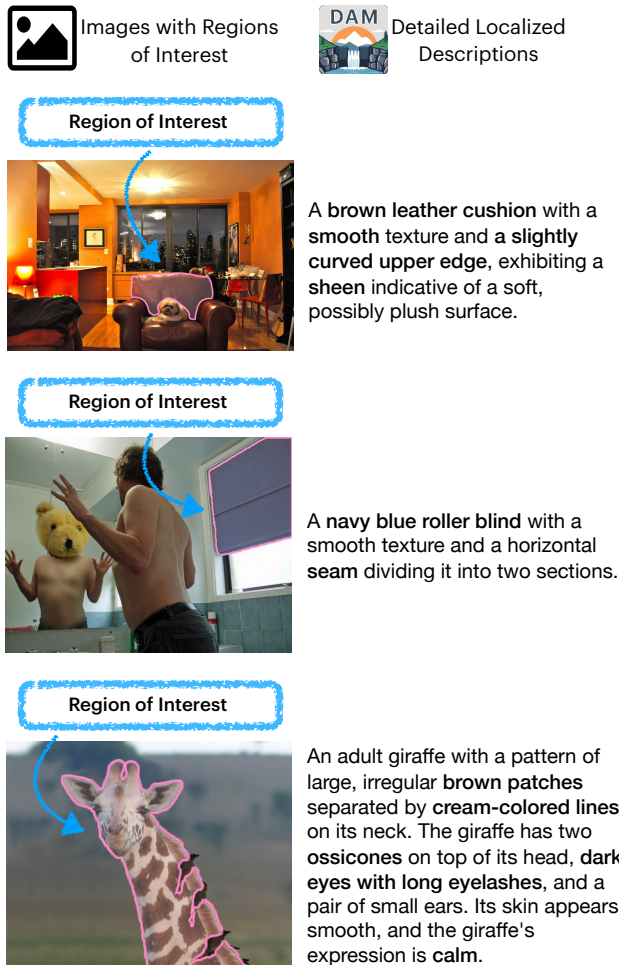 Images with Regions
of Interest
DAM
Detailed Localized
Descriptions
Region of Interest
A brown leather cushion with a
smooth texture and a slightly
curved upper edge, exhibiting a
sheen indicative of a soft,
possibly plush surface.
Region of Interest
A navy blue roller blind with a
smooth texture and a horizontal
seam dividing it into two sections.
Region of Interest
An adult giraffe with a pattern of
large, irregular brown patches
separated by cream-colored lines
on its neck. The giraffe has two
ossicones on top of its head, dark
eyes with long eyelashes, and a
pair of small ears. Its skin appears
smooth, and the giraffe's
expression is calm.